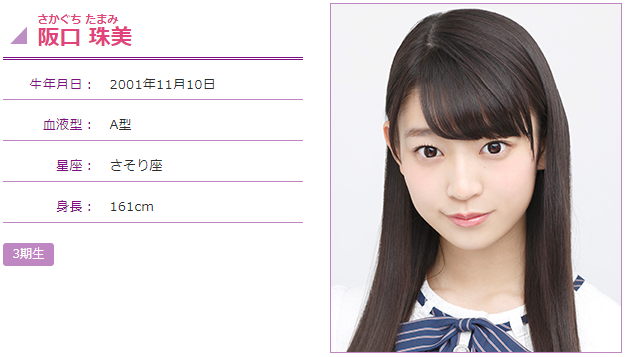 さかぐち たまみ
阪口 珠美
生年月日： 2001年11月10日
血液型： A型
星座： さそり座
身長： 161cm
3期生